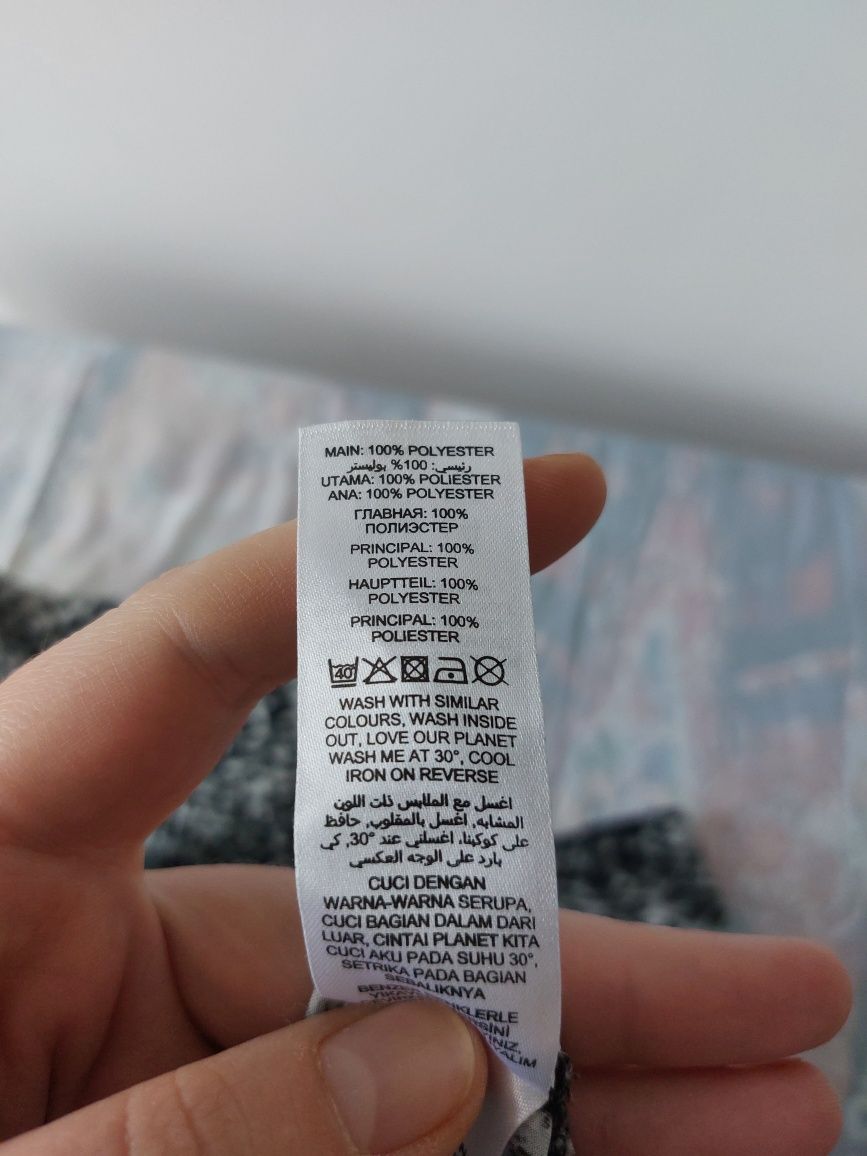 MAIN: 100% POLYESTER
رئيسي: 100% بوليستر
UTAMA: 100% POLIESTER
ANA: 100% POLYESTER
ГЛАВНАЯ: 100%
ПОЛИЭСТЕР
PRINCIPAL: 100%
POLYESTER
HAUPTTEIL: 100%
POLYESTER
PRINCIPAL: 100%
POLIESTER
40
WASH WITH SIMILAR
COLOURS, WASH INSIDE
OUT, LOVE OUR PLANET
WASH ME AT 30°, COOL
IRON ON REVERSE
اغسل مع الملابس ذات اللون
المشابه, اغسل بالمقلوب, حافظ
على كوكبنا, اغسلني عند 30°, كي
بارد على الوجه العكسي
CUCI DENGAN
WARNA-WARNA SERUPA,
CUCI BAGIAN DALAM DARI
LUAR, CINTAI PLANET KITA
CUCI AKU PADA SUHU 30°,
SETRIKA PADA BAGIAN
SEBALIKNYA